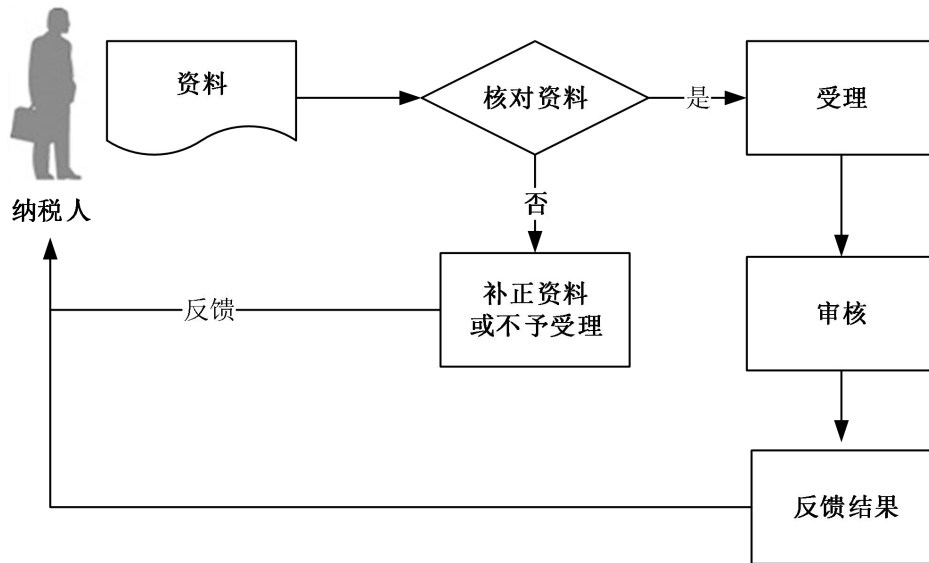 资料
核对资料
是
受理
纳税人
否
补正资料
或不予受理
反馈
审核
反馈结果